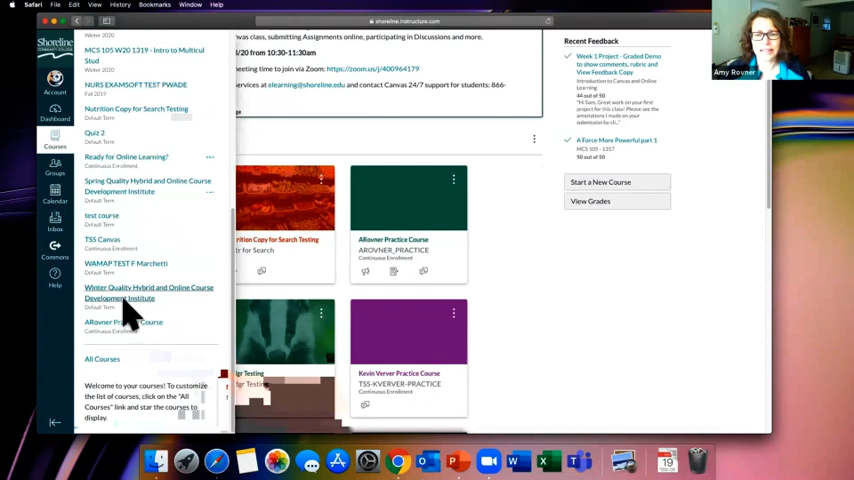 Safari File Edit View History Bookmarks Window Help
shoreline.instructure.com
Shoreline
Account
Dashboard
Courses
Groups
Calendar
Inbox
Commons
Help
Winter 2020
MCS 105 W20 1319 - Intro to Multicul
Stud
Winter 2020
NURS EXAMSOFT TEST PWADE
Fall 2019
Nutrition Copy for Search Testing
Default Term
Quiz 2
Default Term
Ready for Online Learning?
Continuous Enrollment
Spring Quality Hybrid and Online Course
Development Institute
Default Term
test course
Default Term
TSS Canvas
Continuous Enrollment
WAMAP TEST F Marchetti
Default Term
Winter Quality Hybrid and Online Course
Development Institute
Default Term
Course
Continuous Enrollment
All Courses
Welcome to your courses! To customize
the list of courses, click on the "All
Courses" link and star the courses to
display.
vas class, submitting Assignments online, participating in Discussions and more.
/20 from 10:30-11:30am
eeting time to join via Zoom: https://zoom.us/j/400964179
ervices at elearning@shoreline.edu and contact Canvas 24/7 support for students: 866-
rition Copy for Search Testing
r for Search
ARovner Practice Course
AROVNER_PRACTICE
Continuous Enrollment
dgr Testing
Kevin Verver Practice Course
TSS-KVERVER-PRACTICE
Continuous Enrollment
Recent Feedback
Week 1 Project - Graded Demo
to show comments, rubric and
View Feedback Copy
Introduction to Canvas and Online
Learning
44 out of 50
"Hi Sam, Great work on your first
project for this class! Please see the
annotations I made on your
submission by cli..."
A Force More Powerful part 1
MCS 105 - 1317
50 out of 50
Start a New Course
View Grades
Amy Rovner
19